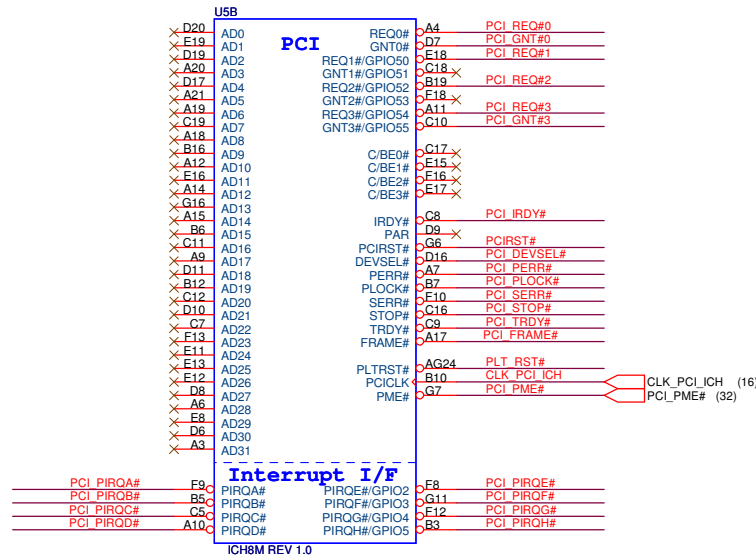 U5B
PCI
D20 AD0 REQ0# A4 PCI_REQ#0
E19 AD1 GNT0# D7 PCI_GNT#0
D19 AD2 REQ1#/GPIO50 E18 PCI_REQ#1
A20 AD3 GNT1#/GPIO51 C18
D17 AD4 REQ2#/GPIO52 B19 PCI_REQ#2
A21 AD5 GNT2#/GPIO53 F18
A19 AD6 REQ3#/GPIO54 A11 PCI_REQ#3
C19 AD7 GNT3#/GPIO55 C10 PCI_GNT#3
A18 AD8
B16 AD9 C/BE0# C17
A12 AD10 C/BE1# E15
E16 AD11 C/BE2# F16
A14 AD12 C/BE3# E17
G16 AD13
A15 AD14 IRDY# C8 PCI_IRDY#
B6 AD15 PAR D9
C11 AD16 PCIRST# G6 PCIRST#
A9 AD17 DEVSEL# D16 PCI_DEVSEL#
D11 AD18 PERR# A7 PCI_PERR#
B12 AD19 PLOCK# B7 PCI_PLOCK#
C12 AD20 SERR# F10 PCI_SERR#
D10 AD21 STOP# C16 PCI_STOP#
C7 AD22 TRDY# C9 PCI_TRDY#
F13 AD23 FRAME# A17 PCI_FRAME#
E11 AD24
E13 AD25 PLTRST# AG24 PLT_RST#
E12 AD26 PCICLK B10 CLK_PCI_ICH CLK_PCI_ICH (16)
D8 AD27 PME# G7 PCI_PME# PCI_PME# (32)
A6 AD28
E8 AD29
D6 AD30
A3 AD31
Interrupt I/F
PCI_PIRQA# F9 PIRQA# PIRQE#/GPIO2 F8 PCI_PIRQE#
PCI_PIRQB# B5 PIRQB# PIRQF#/GPIO3 G11 PCI_PIRQF#
PCI_PIRQC# C5 PIRQC# PIRQG#/GPIO4 F12 PCI_PIRQG#
PCI_PIRQD# A10 PIRQD# PIRQH#/GPIO5 B3 PCI_PIRQH#
ICH8M REV 1.0